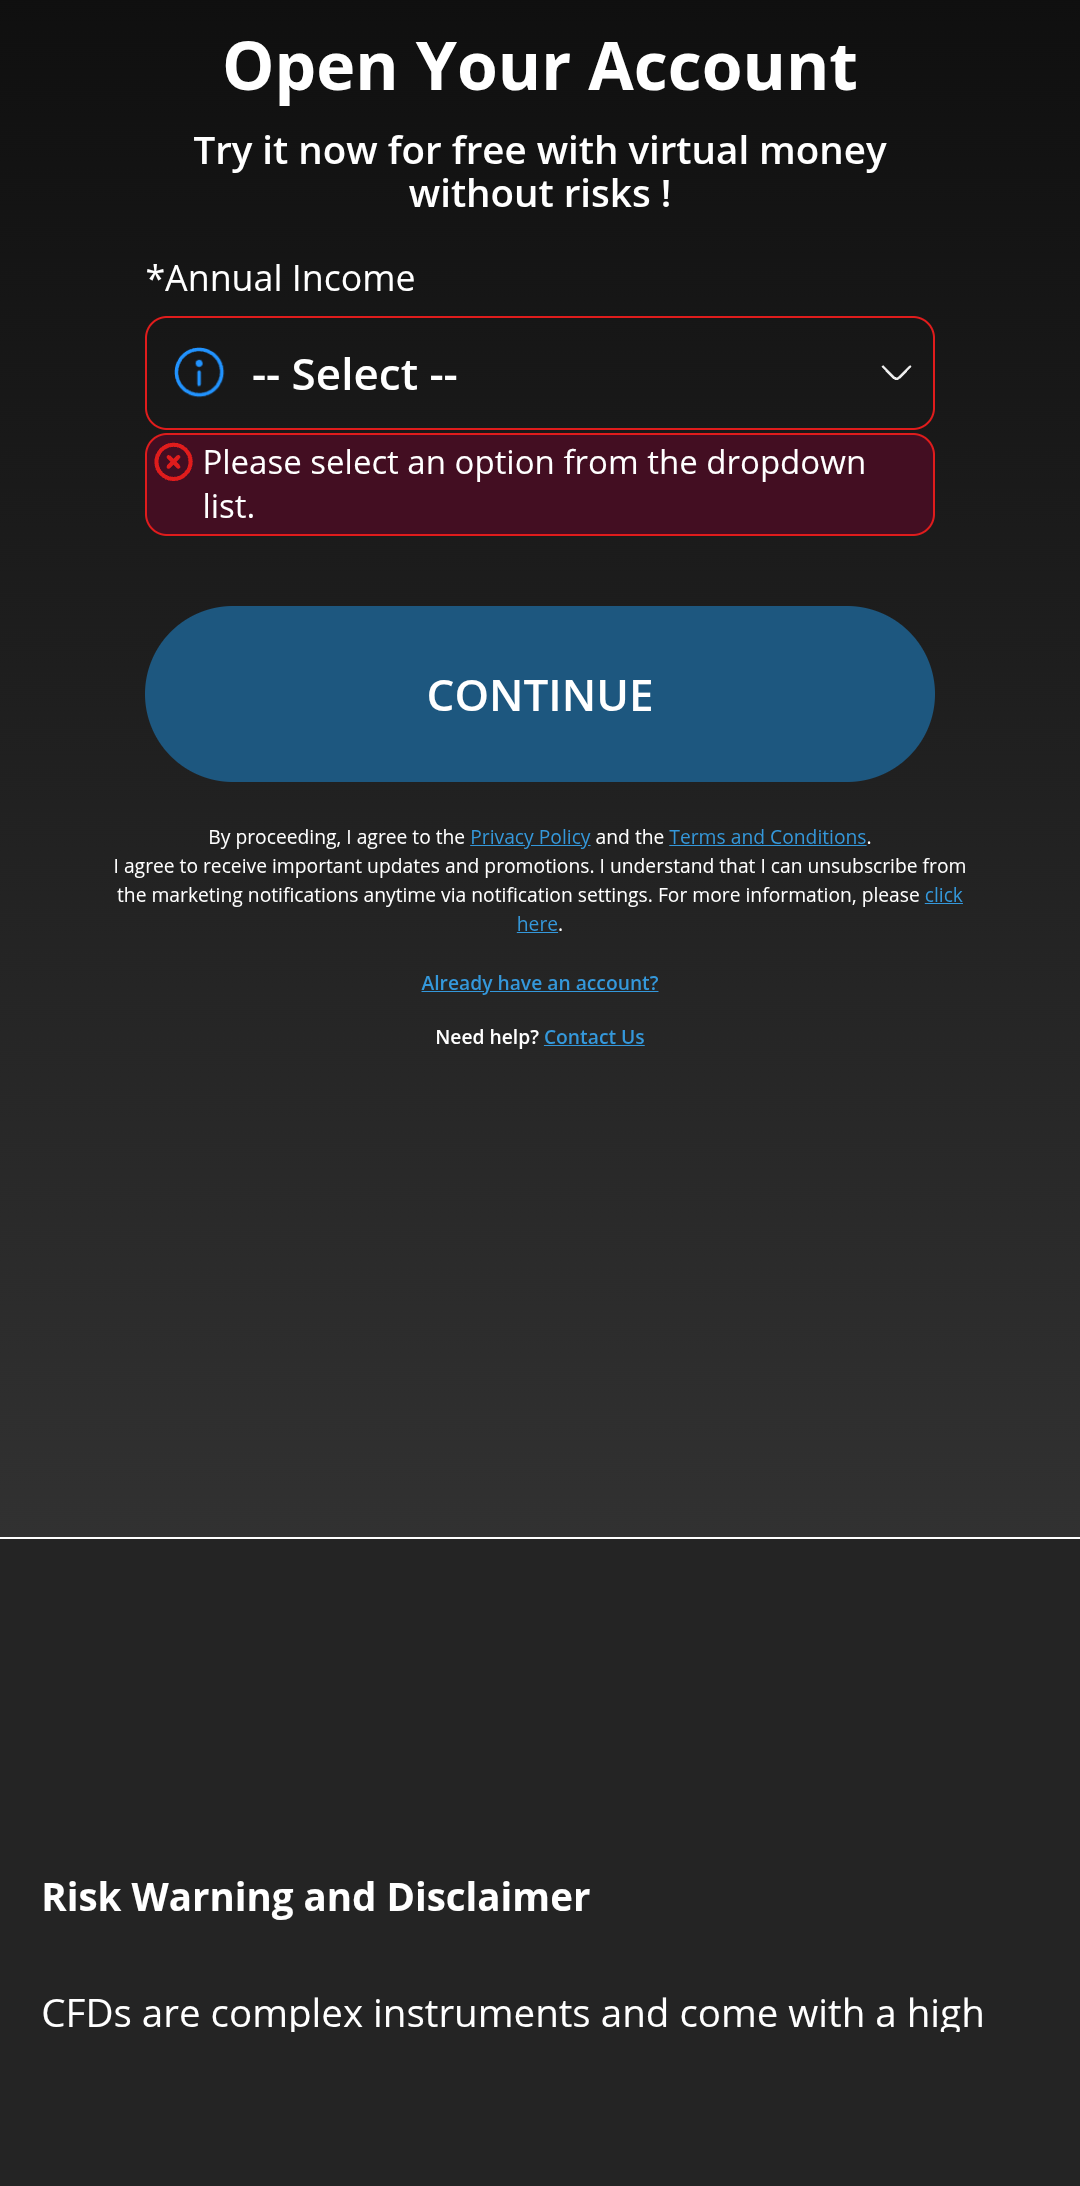 Open Your Account
Try it now for free with virtual money
without risks !
*Annual Income
-- Select --
Please select an option from the dropdown
list.
CONTINUE
By proceeding, I agree to the Privacy Policy and the Terms and Conditions.
I agree to receive important updates and promotions. I understand that I can unsubscribe from
the marketing notifications anytime via notification settings. For more information, please click
here.
Already have an account?
Need help? Contact Us
Risk Warning and Disclaimer
CFDs are complex instruments and come with a high